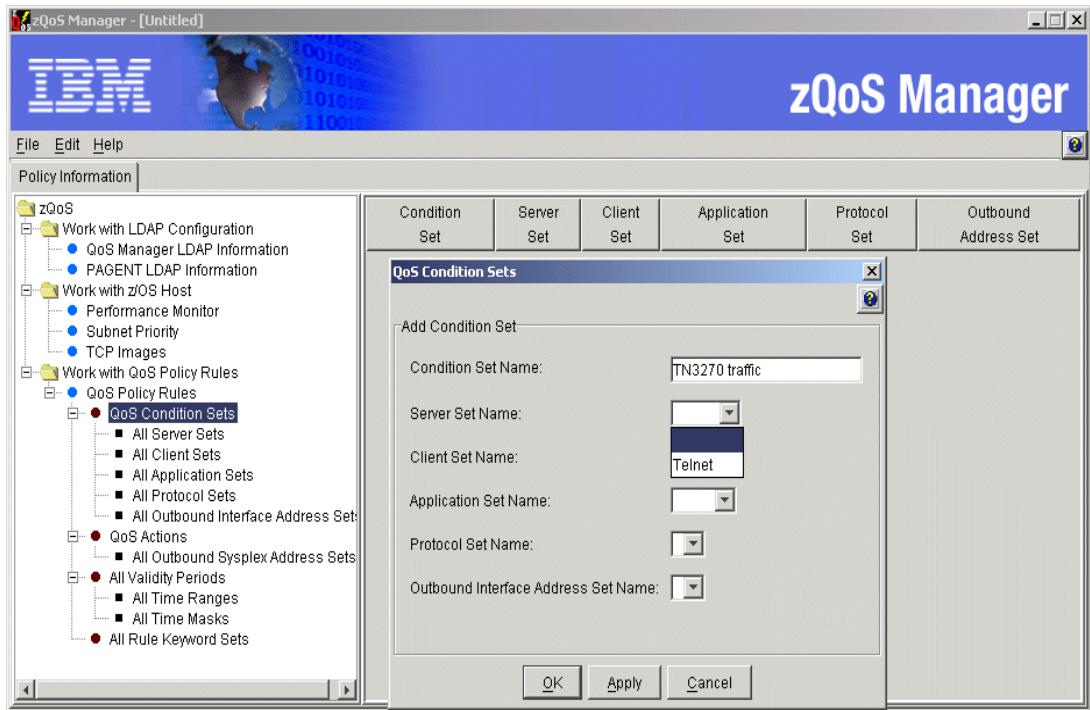 zQoS Manager - [Untitled]
IBM
zQoS Manager
File Edit Help
Policy Information
zQoS
Work with LDAP Configuration
QoS Manager LDAP Information
PAGENT LDAP Information
Work with z/OS Host
Performance Monitor
Subnet Priority
TCP Images
Work with QoS Policy Rules
QoS Policy Rules
QoS Condition Sets
All Server Sets
All Client Sets
All Application Sets
All Protocol Sets
All Outbound Interface Address Set
QoS Actions
All Outbound Sysplex Address Sets
All Validity Periods
All Time Ranges
All Time Masks
All Rule Keyword Sets
Condition Set
Server Set
Client Set
Application Set
Protocol Set
Outbound Address Set
QoS Condition Sets
Add Condition Set
Condition Set Name: TN3270 traffic
Server Set Name:
Telnet
Client Set Name:
Application Set Name:
Protocol Set Name:
Outbound Interface Address Set Name:
OK Apply Cancel